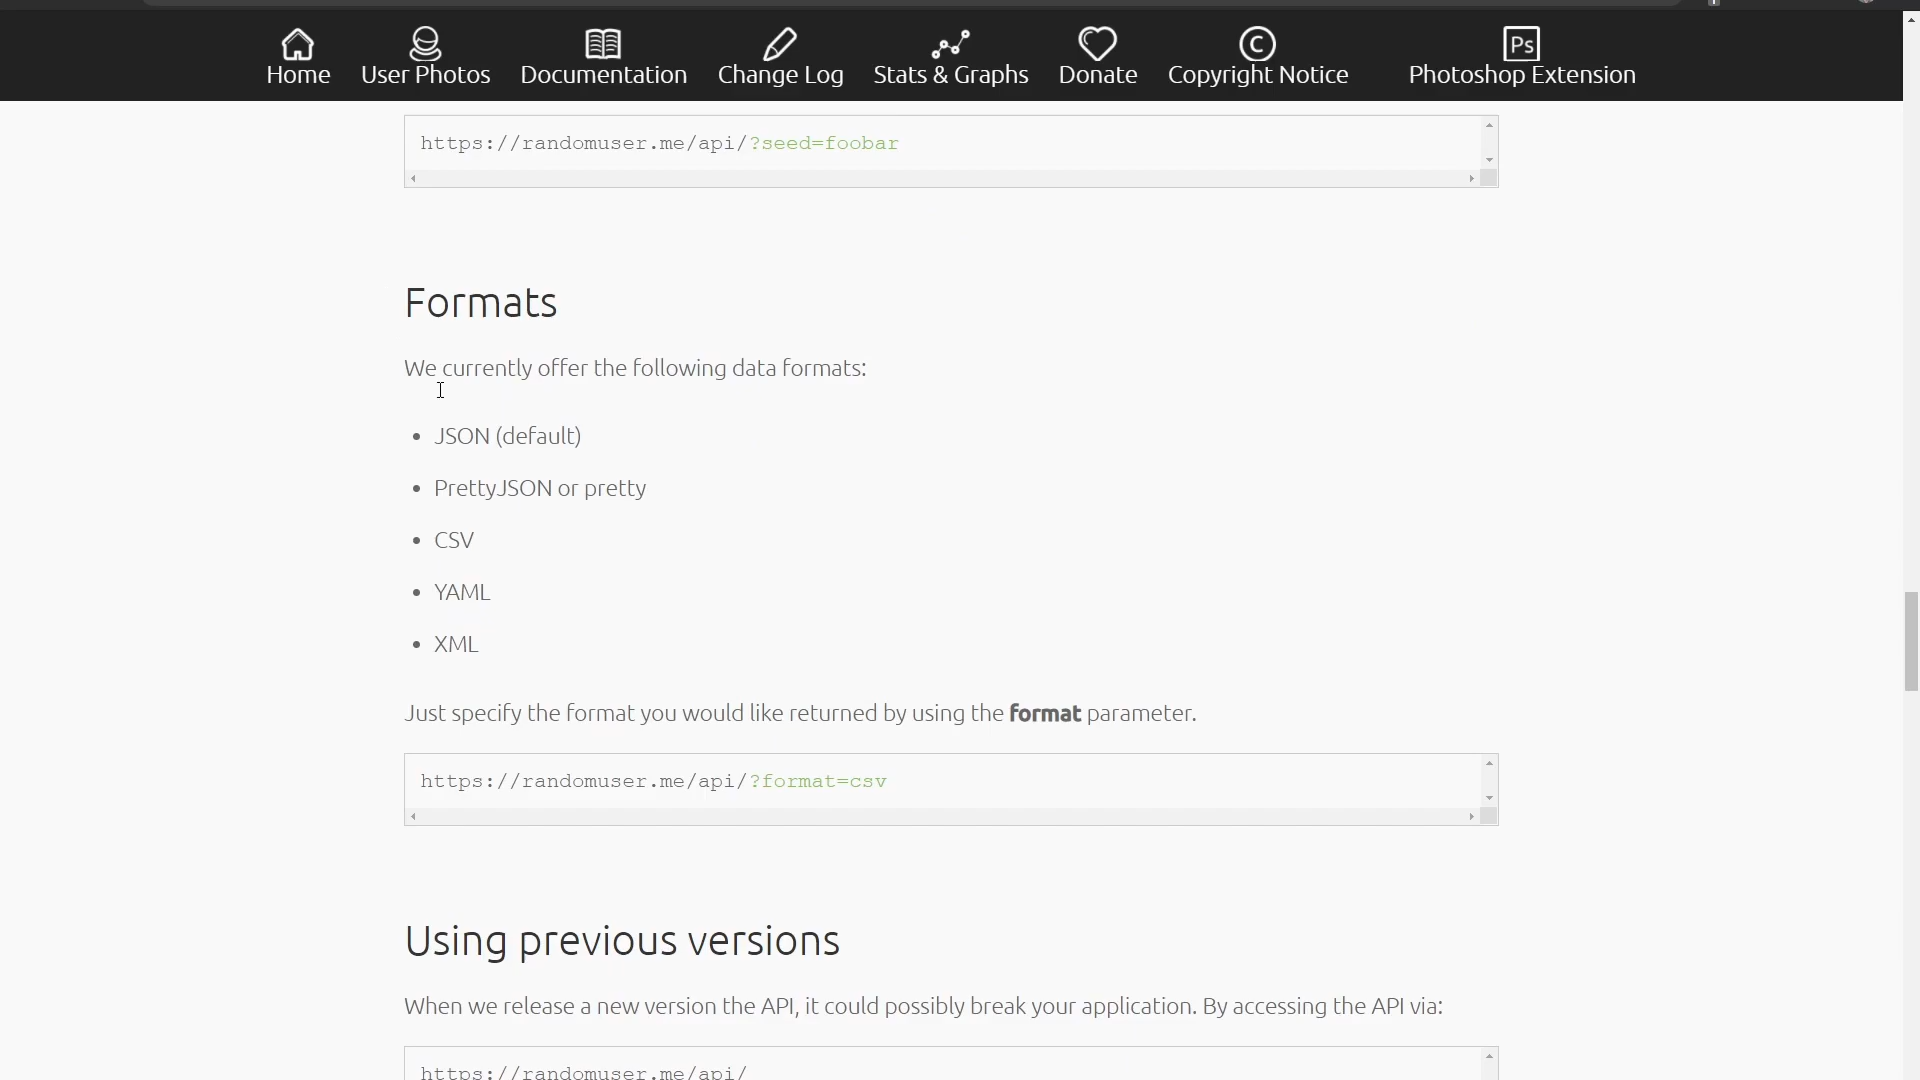 Home User Photos Documentation Change Log Stats & Graphs Donate Copyright Notice Ps Photoshop Extension
https://randomuser.me/api/?seed=foobar
Formats
We currently offer the following data formats:
JSON (default)
PrettyJSON or pretty
CSV
YAML
XML
Just specify the format you would like returned by using the format parameter.
https://randomuser.me/api/?format=csv
Using previous versions
When we release a new version the API, it could possibly break your application. By accessing the API via:
https://randomuser.me/api/